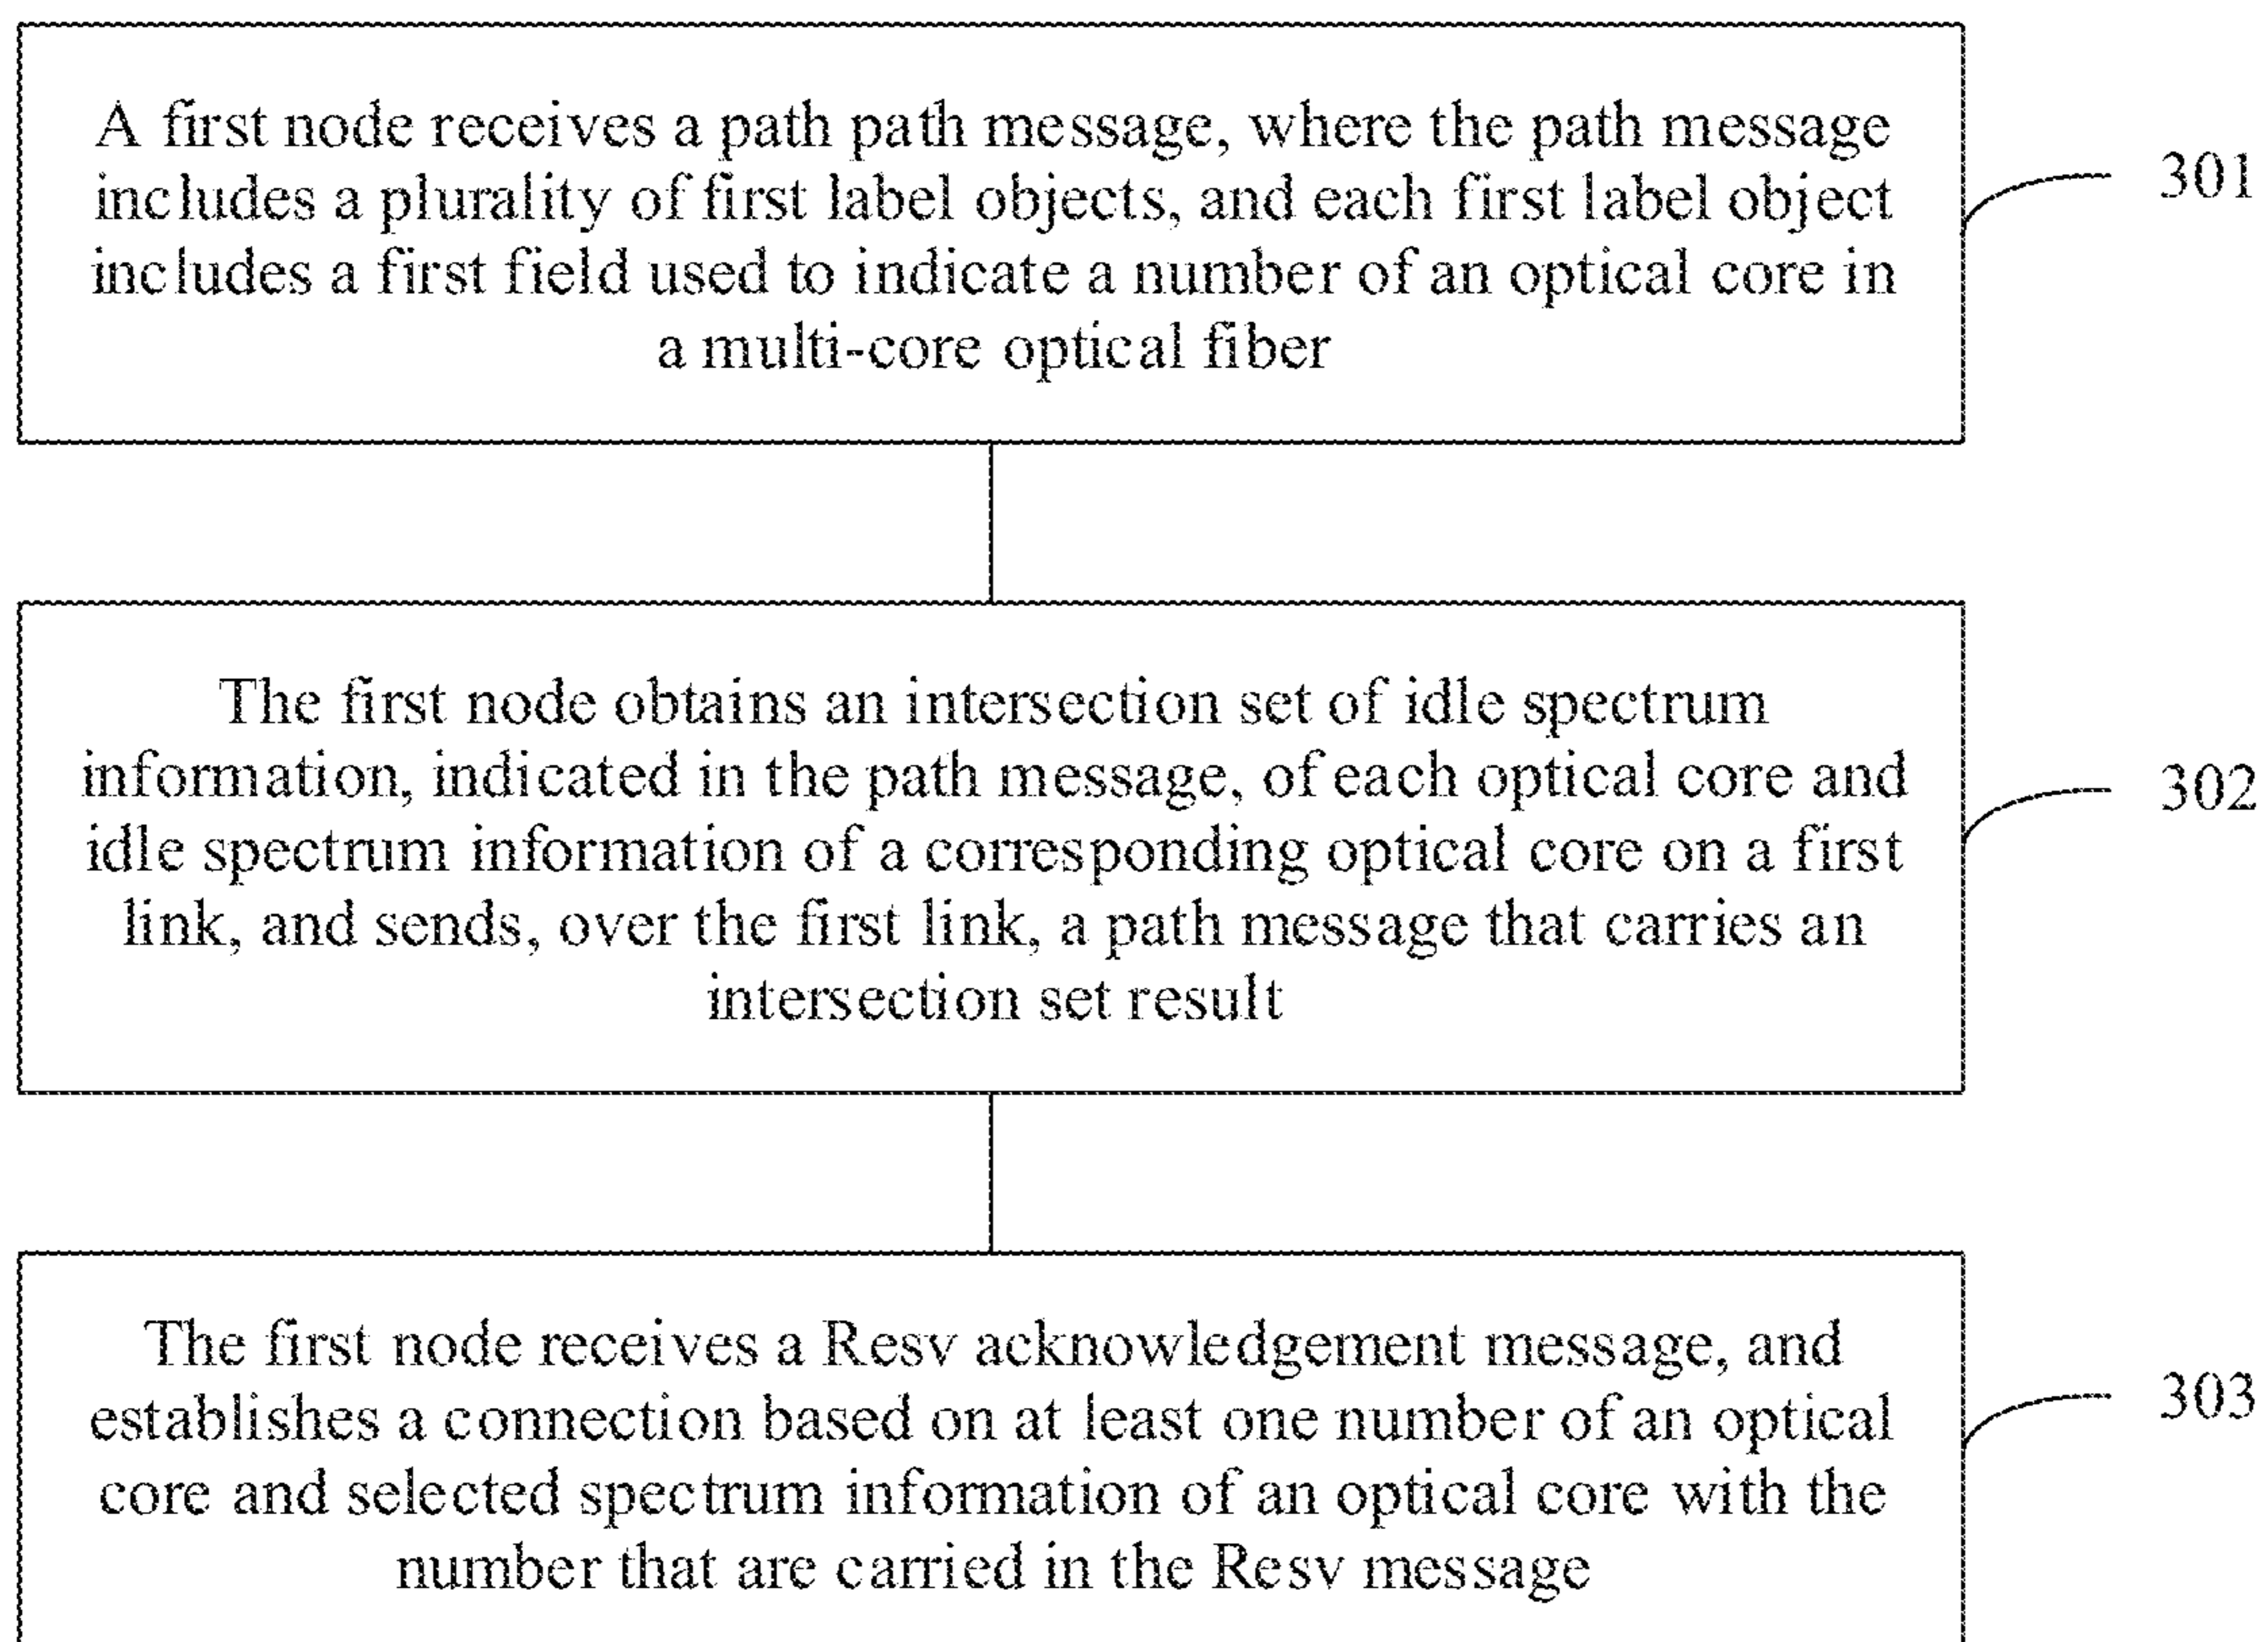 A first node receives a path path message, where the path message
includes a plurality of first label objects, and each first label object
includes a first field used to indicate a number of an optical core in
a multi-core optical fiber
301
The first node obtains an intersection set of idle spectrum
information, indicated in the path message, of each optical core and
idle spectrum information of a corresponding optical core on a first
link, and sends, over the first link, a path message that carries an
intersection set result
302
The first node receives a Resv acknowledgement message, and
establishes a connection based on at least one number of an optical
core and selected spectrum information of an optical core with the
number that are carried in the Resv message
303